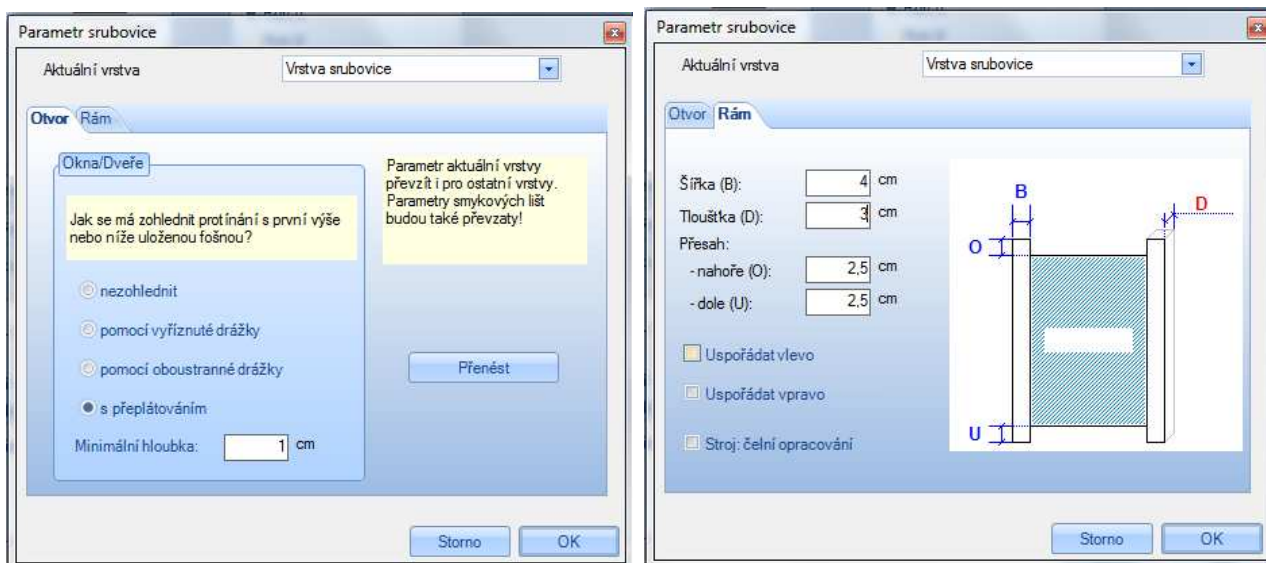 Parametr srubovice
Aktuální vrstva
Vrstva srubovice
Otvor Rám
Okna/Dveře
Jak se má zohlednit protínání s první výše
nebo níže uloženou fošnou?
nezohlednit
pomocí vyříznuté drážky
pomocí oboustranné drážky
s přeplátováním
Minimální hloubka: 1 cm
Parametr aktuální vrstvy
převzít i pro ostatní vrstvy.
Parametry smykových lišt
budou také převzaty!
Přenést
Storno
OK
Parametr srubovice
Aktuální vrstva
Vrstva srubovice
Otvor Rám
Šířka (B): 4 cm
Tloušťka (D): 3 cm
Přesah:
- nahoře (O): 2,5 cm
- dole (U): 2,5 cm
Uspořádat vlevo
Uspořádat vpravo
Stroj: čelní opracování
B
D
O
U
Storno
OK